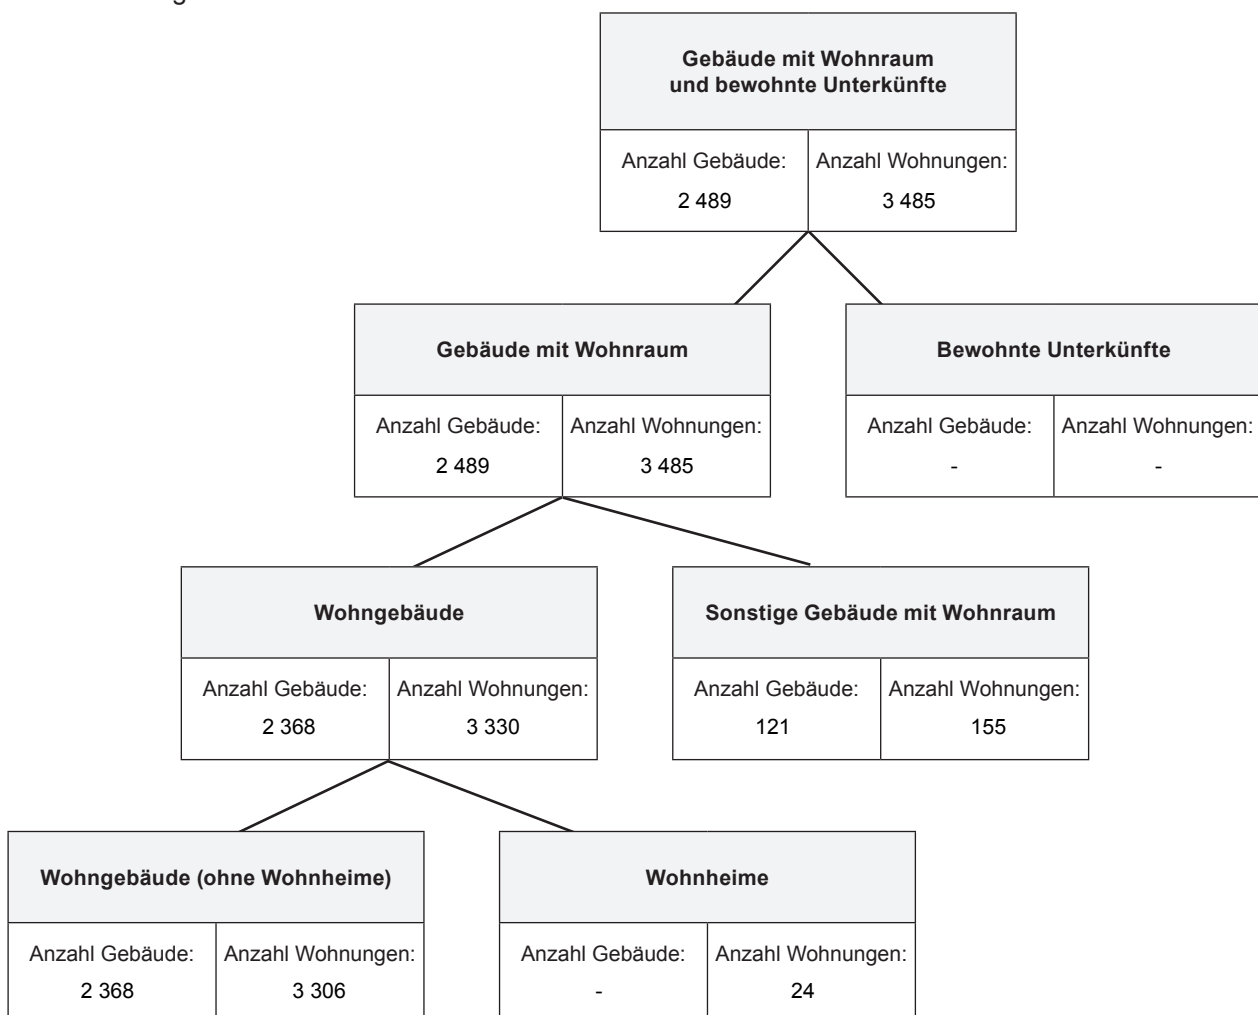 Gebäude mit Wohnraum
und bewohnte Unterkünfte
Anzahl Gebäude: Anzahl Wohnungen:
2 489 3 485
Gebäude mit Wohnraum
Anzahl Gebäude: Anzahl Wohnungen:
2 489 3 485
Bewohnte Unterkünfte
Anzahl Gebäude: Anzahl Wohnungen:
- -
Wohngebäude
Anzahl Gebäude: Anzahl Wohnungen:
2 368 3 330
Sonstige Gebäude mit Wohnraum
Anzahl Gebäude: Anzahl Wohnungen:
121 155
Wohngebäude (ohne Wohnheime)
Anzahl Gebäude: Anzahl Wohnungen:
2 368 3 306
Wohnheime
Anzahl Gebäude: Anzahl Wohnungen:
- 24